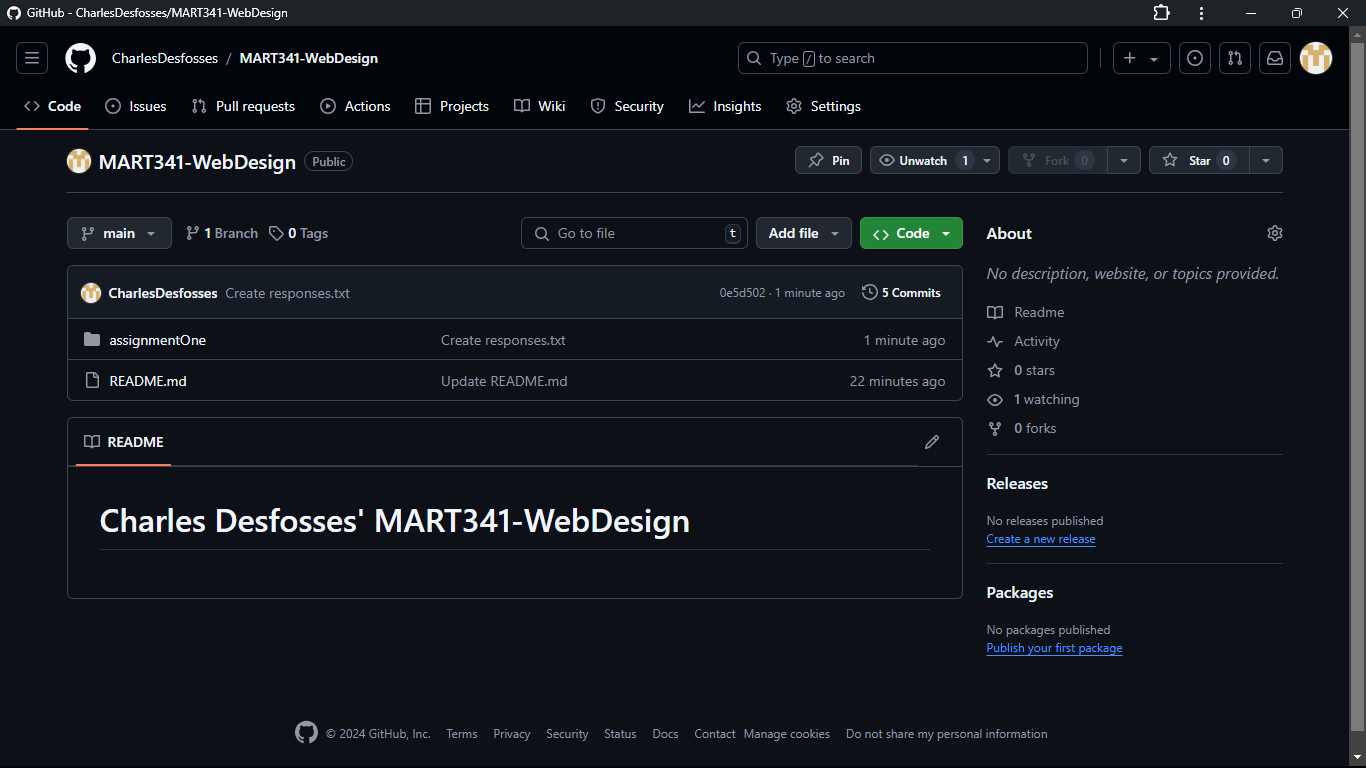 GitHub - CharlesDesfosses/MART341-WebDesign
CharlesDesfosses / MART341-WebDesign
Type / to search
Code Issues Pull requests Actions Projects Wiki Security Insights Settings
MART341-WebDesign Public
Pin Unwatch 1 Fork 0 Star 0
main 1 Branch 0 Tags
Go to file t Add file Code
CharlesDesfosses Create responses.txt 0e5d502 · 1 minute ago 5 Commits
assignmentOne Create responses.txt 1 minute ago
README.md Update README.md 22 minutes ago
README
Charles Desfosses' MART341-WebDesign
About
No description, website, or topics provided.
Readme
Activity
0 stars
1 watching
0 forks
Releases
No releases published
Create a new release
Packages
No packages published
Publish your first package
© 2024 GitHub, Inc. Terms Privacy Security Status Docs Contact Manage cookies Do not share my personal information